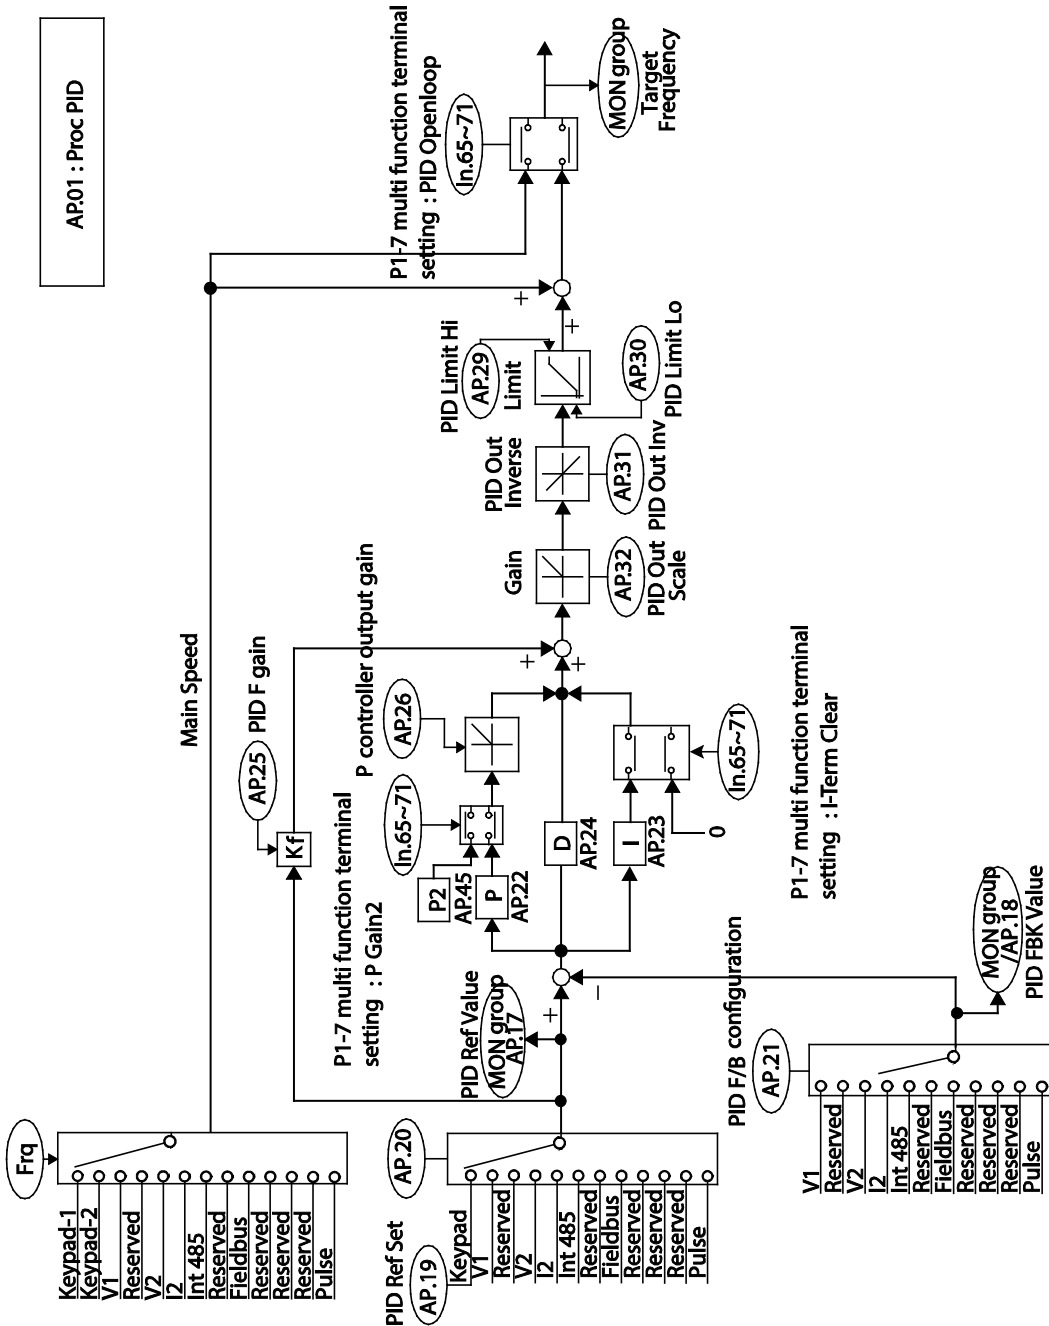 AP.01 : Proc PID
Frq
Keypad-1
Keypad-2
V1
Reserved
V2
I2
Int 485
Reserved
Fieldbus
Reserved
Reserved
Reserved
Pulse
Main Speed
AP.25
PID F gain
Kf
PID Ref Set
AP.19
AP.20
Keypad
V1
Reserved
V2
I2
Int 485
Reserved
Fieldbus
Reserved
Reserved
Reserved
Pulse
PID Ref Value
MON group
AP.17
+
−
P1-7 multi function terminal
setting : P Gain2
In.65~71
P2
AP.45
P
AP.22
P controller output gain
AP.26
D
AP.24
I
AP.23
0
In.65~71
P1-7 multi function terminal
setting : I-Term Clear
+
+
Gain
AP.32
PID Out
Scale
PID Out
Inverse
AP.31
PID Out Inv
PID Limit Hi
AP.29
Limit
AP.30
PID Limit Lo
+
+
P1-7 multi function terminal
setting : PID Openloop
In.65~71
MON group
Target
Frequency
PID F/B configuration
AP.21
V1
Reserved
V2
I2
Int 485
Reserved
Fieldbus
Reserved
Reserved
Reserved
Pulse
MON group
/AP.18
PID FBK Value